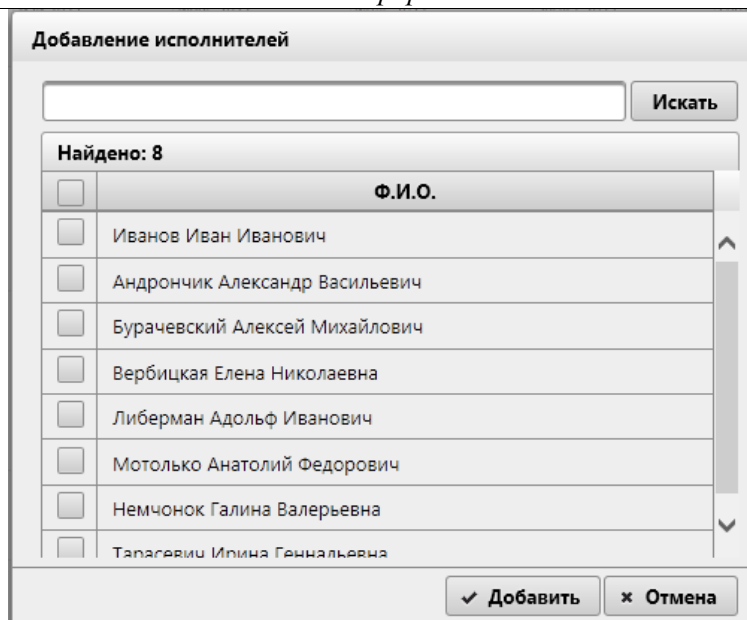 Добавление исполнителей
Искать
Найдено: 8
Ф.И.О.
Иванов Иван Иванович
Андрончик Александр Васильевич
Бурачевский Алексей Михайлович
Вербицкая Елена Николаевна
Либерман Адольф Иванович
Мотолько Анатолий Федорович
Немчонок Галина Валерьевна
Тарасевич Ирина Геннадьевна
Добавить Отмена